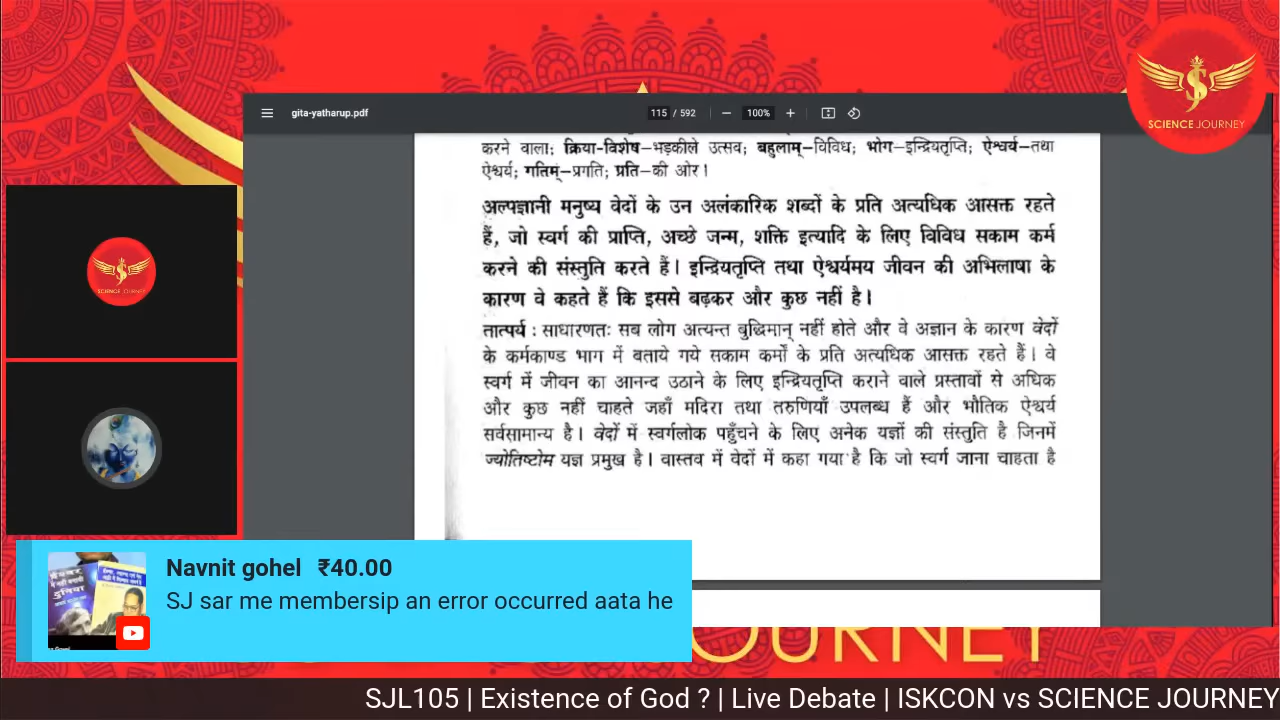 gita-yatharup.pdf
115 / 592
100%
SCIENCE JOURNEY
करने वाला; क्रिया-विशेष–भड़कीले उत्सव; बहुलाम्–विविध; भोग–इन्द्रियतृप्ति; ऐश्वर्य–तथा
ऐश्वर्य; गतिम्–प्रगति; प्रति–की ओर।
अल्पज्ञानी मनुष्य वेदों के उन अलंकारिक शब्दों के प्रति अत्यधिक आसक्त रहते
हैं, जो स्वर्ग की प्राप्ति, अच्छे जन्म, शक्ति इत्यादि के लिए विविध सकाम कर्म
करने की संस्तुति करते हैं। इन्द्रियतृप्ति तथा ऐश्वर्यमय जीवन की अभिलाषा के
कारण वे कहते हैं कि इससे बढ़कर और कुछ नहीं है।
तात्पर्य : साधारणतः सब लोग अत्यन्त बुद्धिमान् नहीं होते और वे अज्ञान के कारण वेदों
के कर्मकाण्ड भाग में बताये गये सकाम कर्मों के प्रति अत्यधिक आसक्त रहते हैं। वे
स्वर्ग में जीवन का आनन्द उठाने के लिए इन्द्रियतृप्ति कराने वाले प्रस्तावों से अधिक
और कुछ नहीं चाहते जहाँ मदिरा तथा तरुणियाँ उपलब्ध हैं और भौतिक ऐश्वर्य
सर्वसामान्य है। वेदों में स्वर्गलोक पहुँचने के लिए अनेक यज्ञों की संस्तुति है जिनमें
ज्योतिष्टोम यज्ञ प्रमुख है। वास्तव में वेदों में कहा गया है कि जो स्वर्ग जाना चाहता है
SCIENCE JOURNEY
Navnit gohel ₹40.00
SJ sar me membersip an error occurred aata he
JOURNEY
SJL105 | Existence of God ? | Live Debate | ISKCON vs SCIENCE JOURNEY